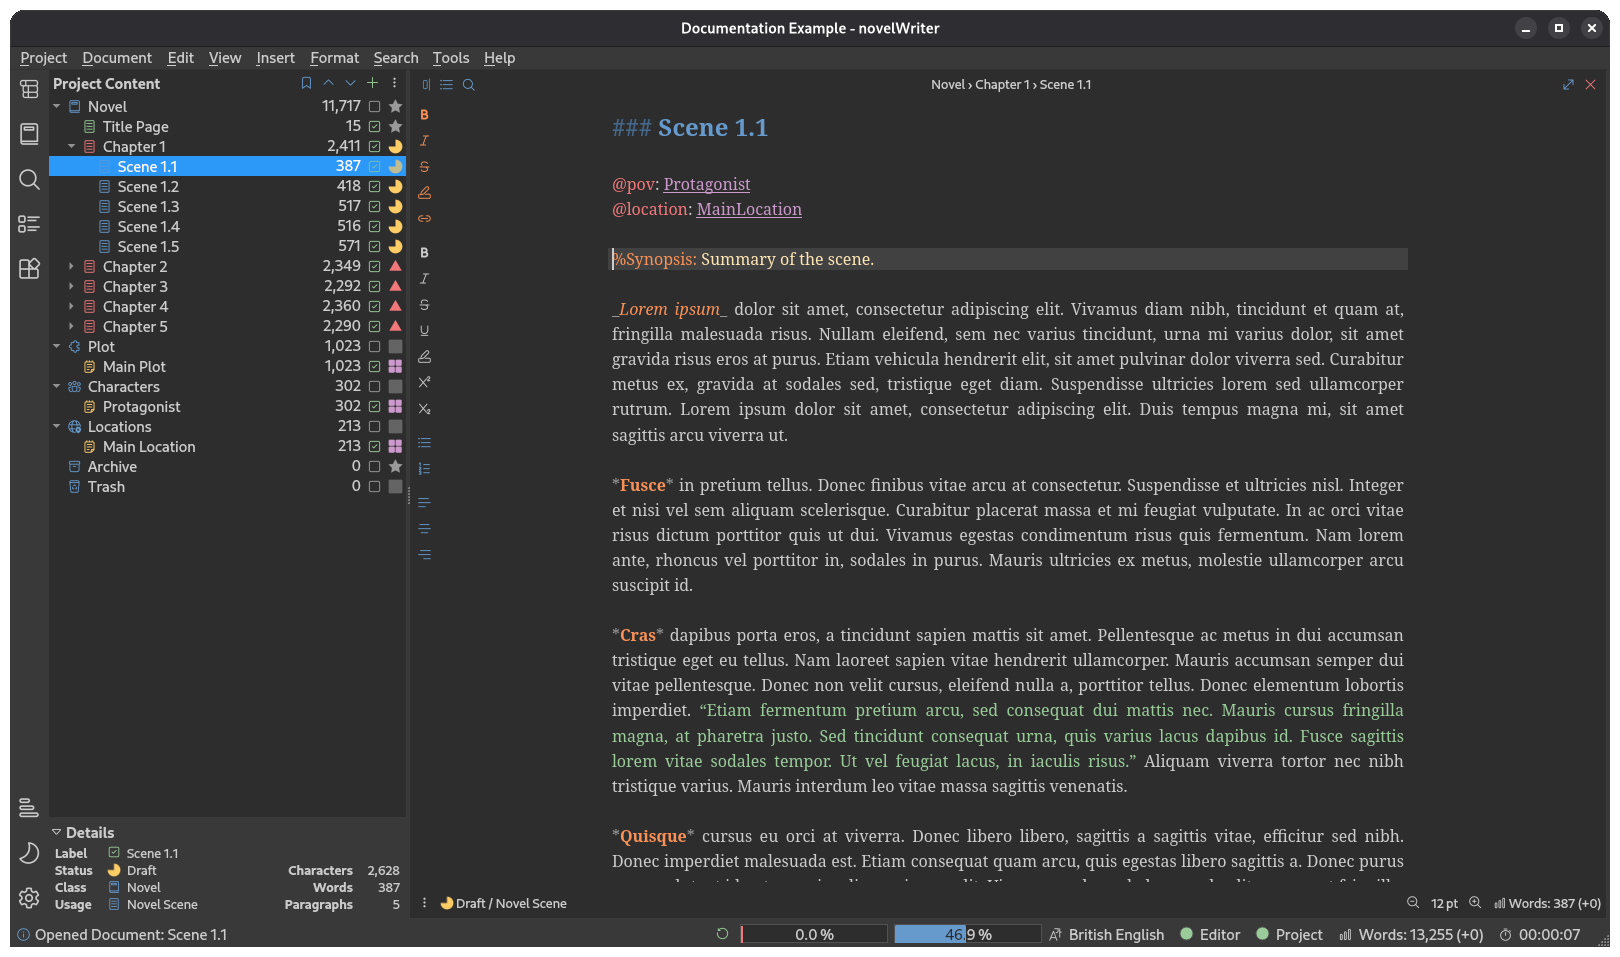 Documentation Example - novelWriter
Project Document Edit View Insert Format Search Tools Help
Project Content
Novel 11,717
Title Page 15
Chapter 1 2,411
Scene 1.1 387
Scene 1.2 418
Scene 1.3 517
Scene 1.4 516
Scene 1.5 571
Chapter 2 2,349
Chapter 3 2,292
Chapter 4 2,360
Chapter 5 2,290
Plot 1,023
Main Plot 1,023
Characters 302
Protagonist 302
Locations 213
Main Location 213
Archive 0
Trash 0
Details
Label Scene 1.1
Status Draft Characters 2,628
Class Novel Words 387
Usage Novel Scene Paragraphs 5
Novel › Chapter 1 › Scene 1.1
### Scene 1.1
@pov: Protagonist
@location: MainLocation
%Synopsis: Summary of the scene.
_Lorem ipsum_ dolor sit amet, consectetur adipiscing elit. Vivamus diam nibh, tincidunt et quam at,
fringilla malesuada risus. Nullam eleifend, sem nec varius tincidunt, urna mi varius dolor, sit amet
gravida risus eros at purus. Etiam vehicula hendrerit elit, sit amet pulvinar dolor viverra sed. Curabitur
metus ex, gravida at sodales sed, tristique eget diam. Suspendisse ultricies lorem sed ullamcorper
rutrum. Lorem ipsum dolor sit amet, consectetur adipiscing elit. Duis tempus magna mi, sit amet
sagittis arcu viverra ut.
*Fusce* in pretium tellus. Donec finibus vitae arcu at consectetur. Suspendisse et ultricies nisl. Integer
et nisi vel sem aliquam scelerisque. Curabitur placerat massa et mi feugiat vulputate. In ac orci vitae
risus dictum porttitor quis ut dui. Vivamus egestas condimentum risus quis fermentum. Nam lorem
ante, rhoncus vel porttitor in, sodales in purus. Mauris ultricies ex metus, molestie ullamcorper arcu
suscipit id.
*Cras* dapibus porta eros, a tincidunt sapien mattis sit amet. Pellentesque ac metus in dui accumsan
tristique eget eu tellus. Nam laoreet sapien vitae hendrerit ullamcorper. Mauris accumsan semper dui
vitae pellentesque. Donec non velit cursus, eleifend nulla a, porttitor tellus. Donec elementum lobortis
imperdiet. “Etiam fermentum pretium arcu, sed consequat dui mattis nec. Mauris cursus fringilla
magna, at pharetra justo. Sed tincidunt consequat urna, quis varius lacus dapibus id. Fusce sagittis
lorem vitae sodales tempor. Ut vel feugiat lacus, in iaculis risus.” Aliquam viverra tortor nec nibh
tristique varius. Mauris interdum leo vitae massa sagittis venenatis.
*Quisque* cursus eu orci at viverra. Donec libero libero, sagittis a sagittis vitae, efficitur sed nibh.
Donec imperdiet malesuada est. Etiam consequat quam arcu, quis egestas libero sagittis a. Donec purus
Draft / Novel Scene 12 pt Words: 387 (+0)
Opened Document: Scene 1.1 0.0 % 46.9 % British English Editor Project Words: 13,255 (+0) 00:00:07